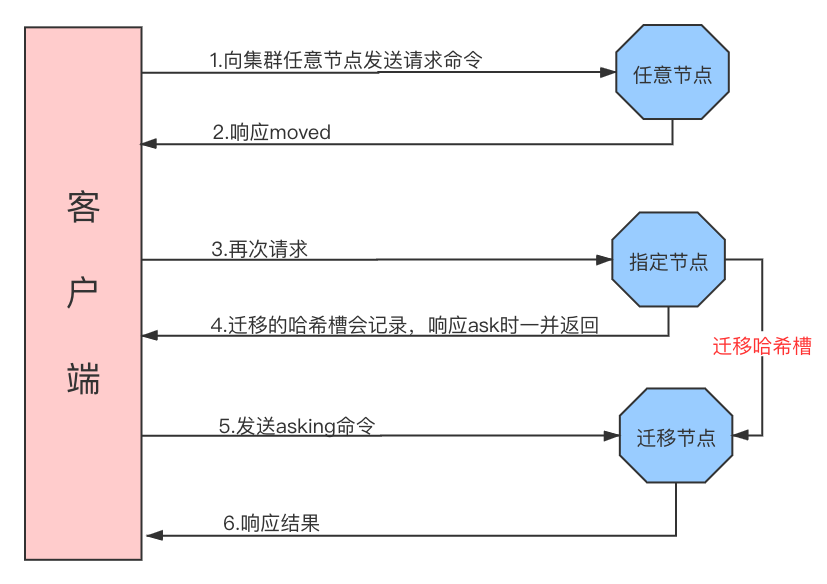 1.向集群任意节点发送请求命令
任意节点
2.响应moved
客
户
端
3.再次请求
指定节点
4.迁移的哈希槽会记录，响应ask时一并返回
迁移哈希槽
5.发送asking命令
迁移节点
6.响应结果